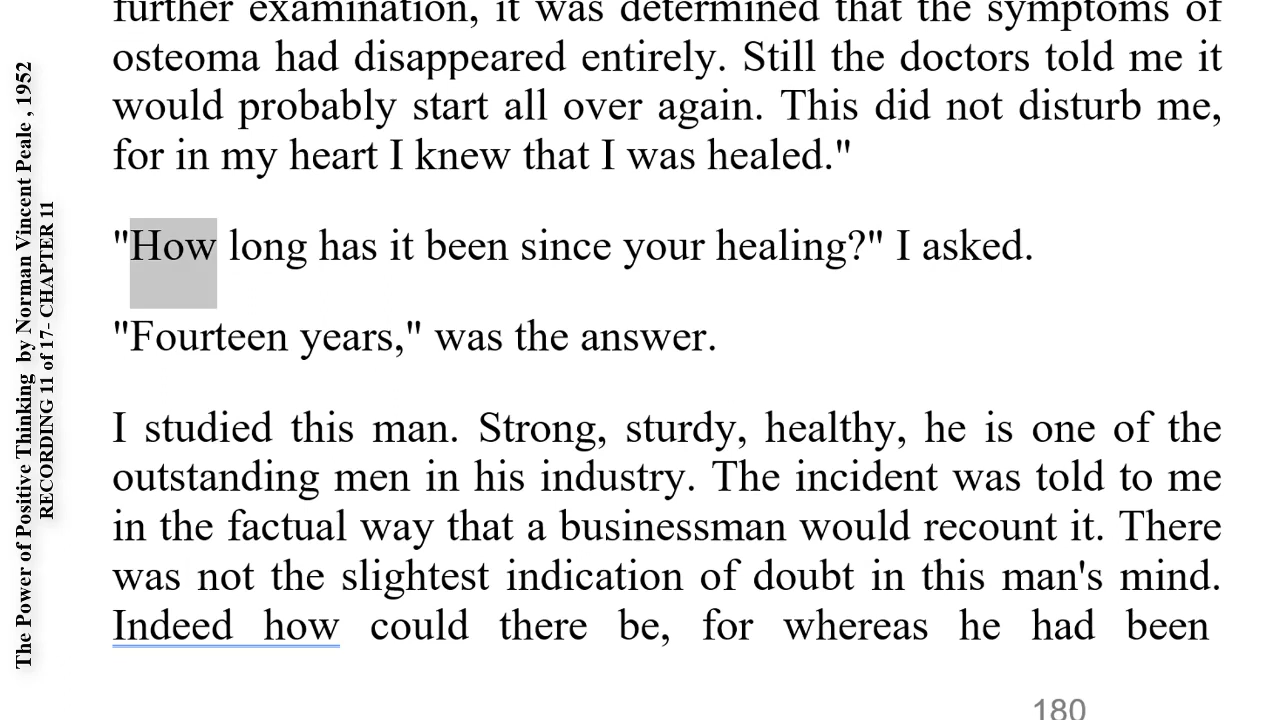 The Power of Positive Thinking by Norman Vincent Peale , 1952
RECORDING 11 of 17- CHAPTER 11
further examination, it was determined that the symptoms of
osteoma had disappeared entirely. Still the doctors told me it
would probably start all over again. This did not disturb me,
for in my heart I knew that I was healed."
"How long has it been since your healing?" I asked.
"Fourteen years," was the answer.
I studied this man. Strong, sturdy, healthy, he is one of the
outstanding men in his industry. The incident was told to me
in the factual way that a businessman would recount it. There
was not the slightest indication of doubt in this man's mind.
Indeed how could there be, for whereas he had been
180